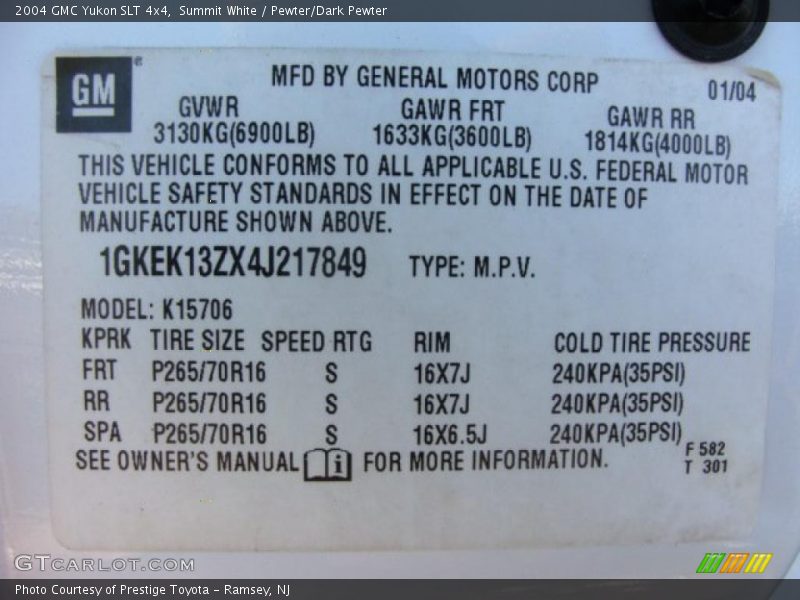 2004 GMC Yukon SLT 4x4,  Summit White / Pewter/Dark Pewter
GM® MFD BY GENERAL MOTORS CORP 01/04
GVWR GAWR FRT GAWR RR
3130KG(6900LB) 1633KG(3600LB) 1814KG(4000LB)
THIS VEHICLE CONFORMS TO ALL APPLICABLE U.S. FEDERAL MOTOR
VEHICLE SAFETY STANDARDS IN EFFECT ON THE DATE OF
MANUFACTURE SHOWN ABOVE.
1GKEK13ZX4J217849 TYPE: M.P.V.
MODEL: K15706
KPRK TIRE SIZE SPEED RTG RIM COLD TIRE PRESSURE
FRT P265/70R16 S 16X7J 240KPA(35PSI)
RR P265/70R16 S 16X7J 240KPA(35PSI)
SPA P265/70R16 S 16X6.5J 240KPA(35PSI)
SEE OWNER'S MANUAL i FOR MORE INFORMATION.
F 582
T 301
GTCARLOT.COM
Photo Courtesy of Prestige Toyota - Ramsey, NJ